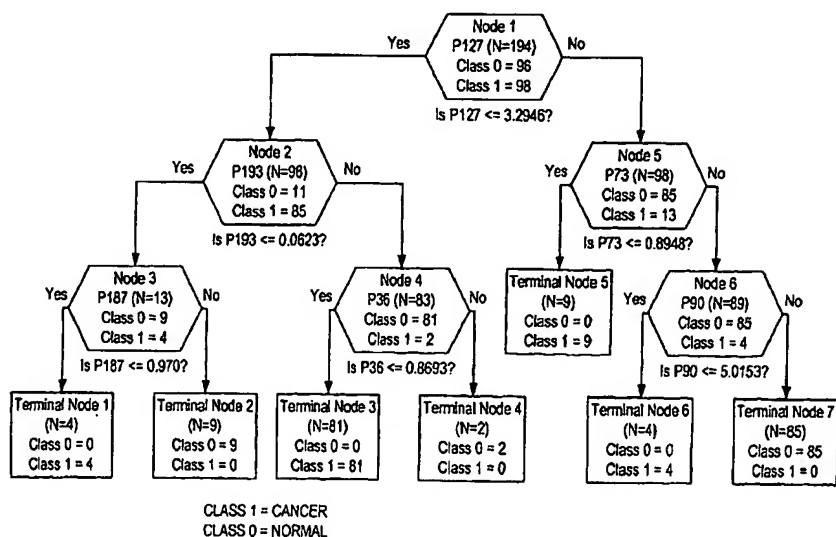 Node 1
P127 (N=194)
Class 0 = 96
Class 1 = 98
Yes
No
Is P127 <= 3.2946?
Node 2
P193 (N=96)
Class 0 = 11
Class 1 = 85
Yes
No
Is P193 <= 0.0623?
Node 5
P73 (N=98)
Class 0 = 85
Class 1 = 13
Yes
No
Is P73 <= 0.8948?
Node 3
P187 (N=13)
Class 0 = 9
Class 1 = 4
Yes
No
Is P187 <= 0.970?
Node 4
P36 (N=83)
Class 0 = 81
Class 1 = 2
Yes
No
Is P36 <= 0.8693?
Terminal Node 5
(N=9)
Class 0 = 0
Class 1 = 9
Node 6
P90 (N=89)
Class 0 = 85
Class 1 = 4
Yes
No
Is P90 <= 5.0153?
Terminal Node 1
(N=4)
Class 0 = 0
Class 1 = 4
Terminal Node 2
(N=9)
Class 0 = 9
Class 1 = 0
Terminal Node 3
(N=81)
Class 0 = 0
Class 1 = 81
Terminal Node 4
(N=2)
Class 0 = 2
Class 1 = 0
Terminal Node 6
(N=4)
Class 0 = 0
Class 1 = 4
Terminal Node 7
(N=85)
Class 0 = 85
Class 1 = 0
CLASS 1 = CANCER
CLASS 0 = NORMAL